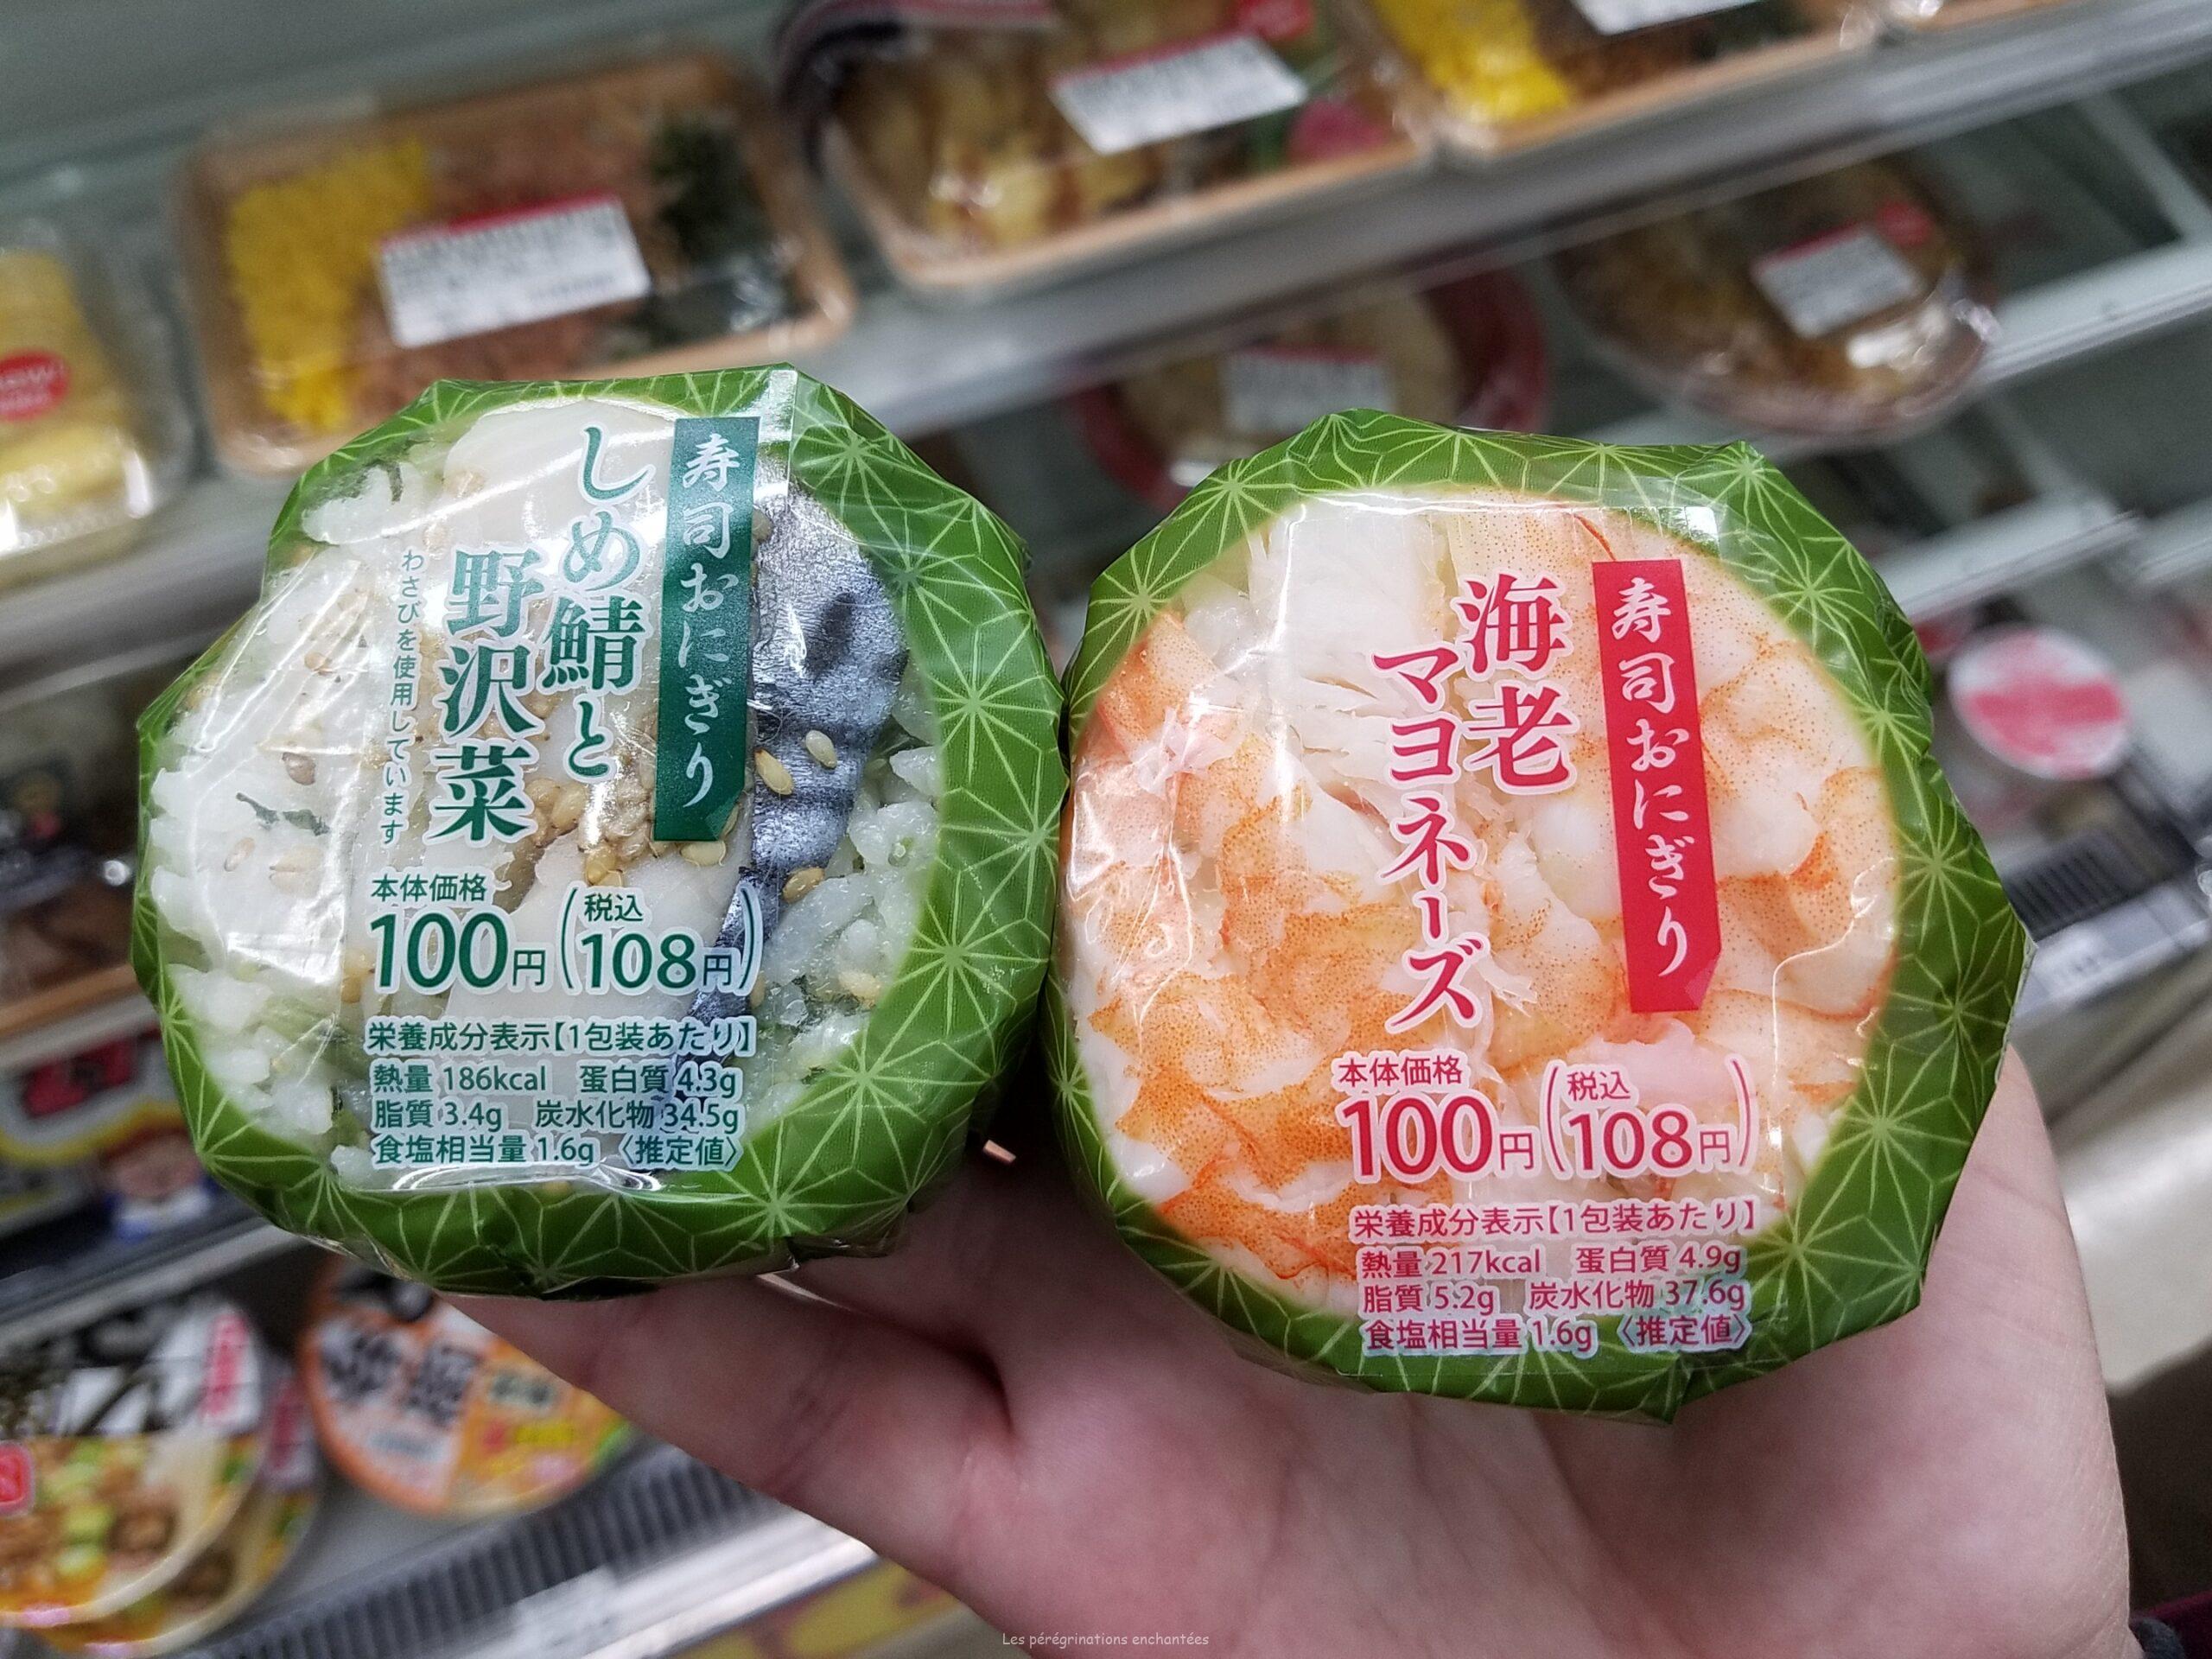 寿司おにぎり
しめ鯖と
野沢菜
わさびを使用しています
本体価格
100円(税込108円)
栄養成分表示【1包装あたり】
熱量 186kcal 蛋白質 4.3g
脂質 3.4g 炭水化物 34.5g
食塩相当量 1.6g 〈推定値〉
寿司おにぎり
海老
マヨネーズ
本体価格
100円(税込108円)
栄養成分表示【1包装あたり】
熱量 217kcal 蛋白質 4.9g
脂質 5.2g 炭水化物 37.6g
食塩相当量 1.6g 〈推定値〉
Les pérégrinations enchantées